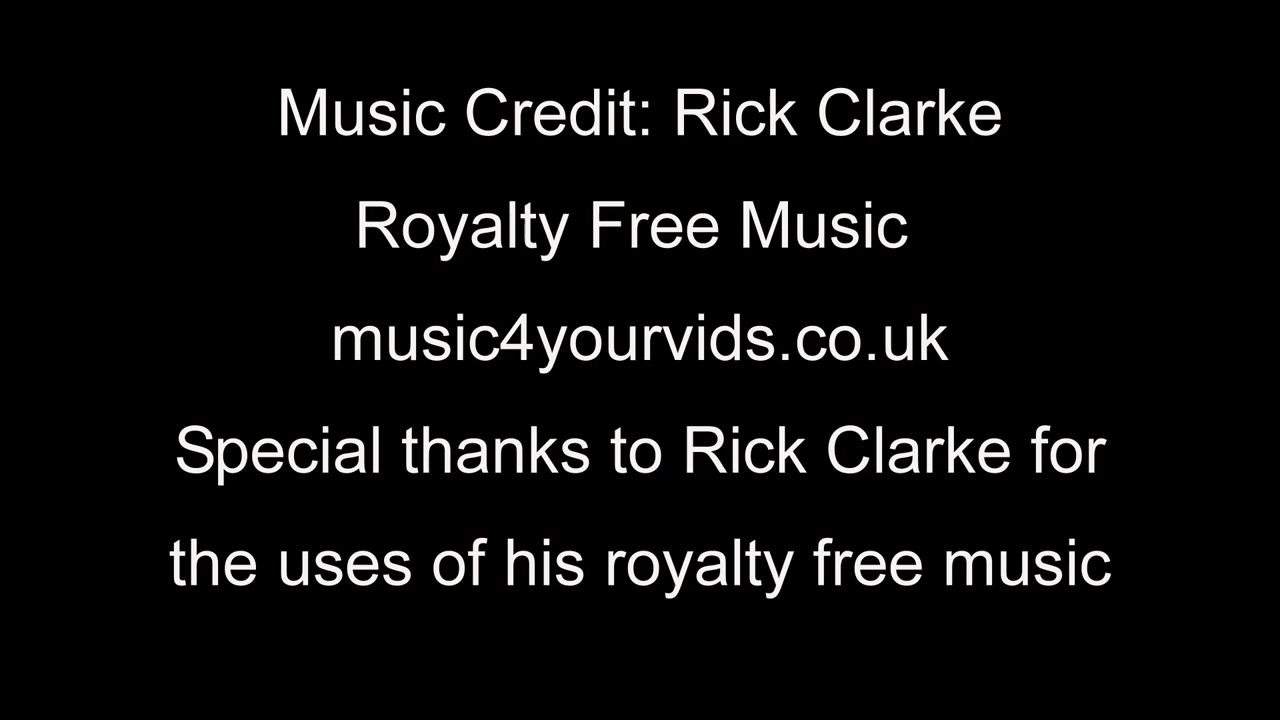 Music Credit: Rick Clarke
Royalty Free Music
music4yourvids.co.uk
Special thanks to Rick Clarke for
the uses of his royalty free music